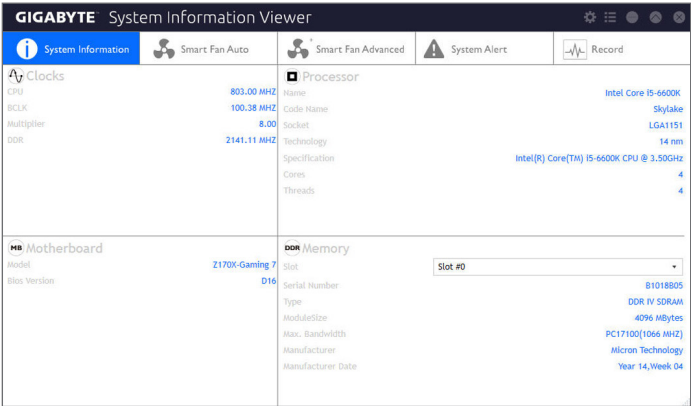 GIGABYTE™ System Information Viewer
System Information
Smart Fan Auto
Smart Fan Advanced
System Alert
Record
Clocks
CPU 803.00 MHZ
BCLK 100.38 MHZ
Multiplier 8.00
DDR 2141.11 MHZ
Processor
Name Intel Core i5-6600K
Code Name Skylake
Socket LGA1151
Technology 14 nm
Specification Intel(R) Core(TM) i5-6600K CPU @ 3.50GHz
Cores 4
Threads 4
MB Motherboard
Model Z170X-Gaming 7
Bios Version D16
DDR Memory
Slot Slot #0
Serial Number B1018B05
Type DDR IV SDRAM
ModuleSize 4096 MBytes
Max. Bandwidth PC17100(1066 MHZ)
Manufacturer Micron Technology
Manufacturer Date Year 14,Week 04